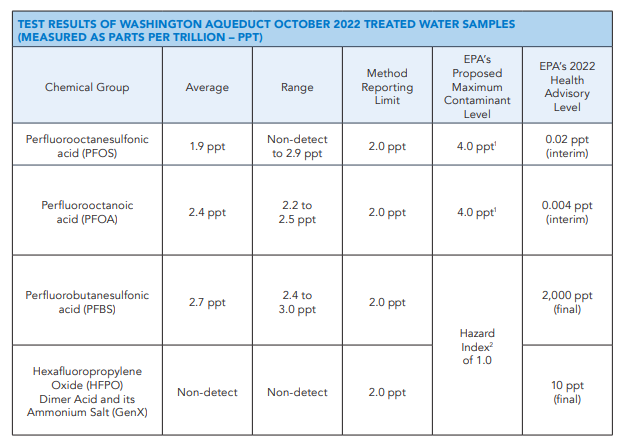 TEST RESULTS OF WASHINGTON AQUEDUCT OCTOBER 2022 TREATED WATER SAMPLES
(MEASURED AS PARTS PER TRILLION – PPT)
Chemical Group
Average
Range
Method
Reporting
Limit
EPA's
Proposed
Maximum
Contaminant
Level
EPA's 2022
Health
Advisory
Level
Perfluorooctanesulfonic
acid (PFOS)
1.9 ppt
Non-detect
to 2.9 ppt
2.0 ppt
4.0 ppt¹
0.02 ppt
(interim)
Perfluorooctanoic
acid (PFOA)
2.4 ppt
2.2 to
2.5 ppt
2.0 ppt
4.0 ppt¹
0.004 ppt
(interim)
Perfluorobutanesulfonic
acid (PFBS)
2.7 ppt
2.4 to
3.0 ppt
2.0 ppt
Hazard
Index²
of 1.0
2,000 ppt
(final)
Hexafluoropropylene
Oxide (HFPO)
Dimer Acid and its
Ammonium Salt (GenX)
Non-detect
Non-detect
2.0 ppt
10 ppt
(final)